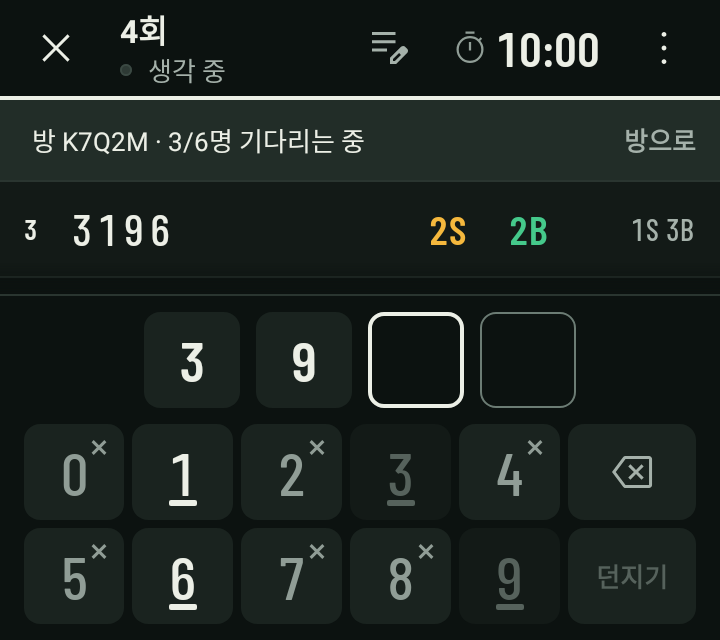 4회
생각 중
10:00
방 K7Q2M · 3/6명 기다리는 중 방으로
3 3196 2S 2B 1S 3B
3 9
0 × 1 2 × 3 4 ×
5 × 6 7 × 8 × 9 던지기